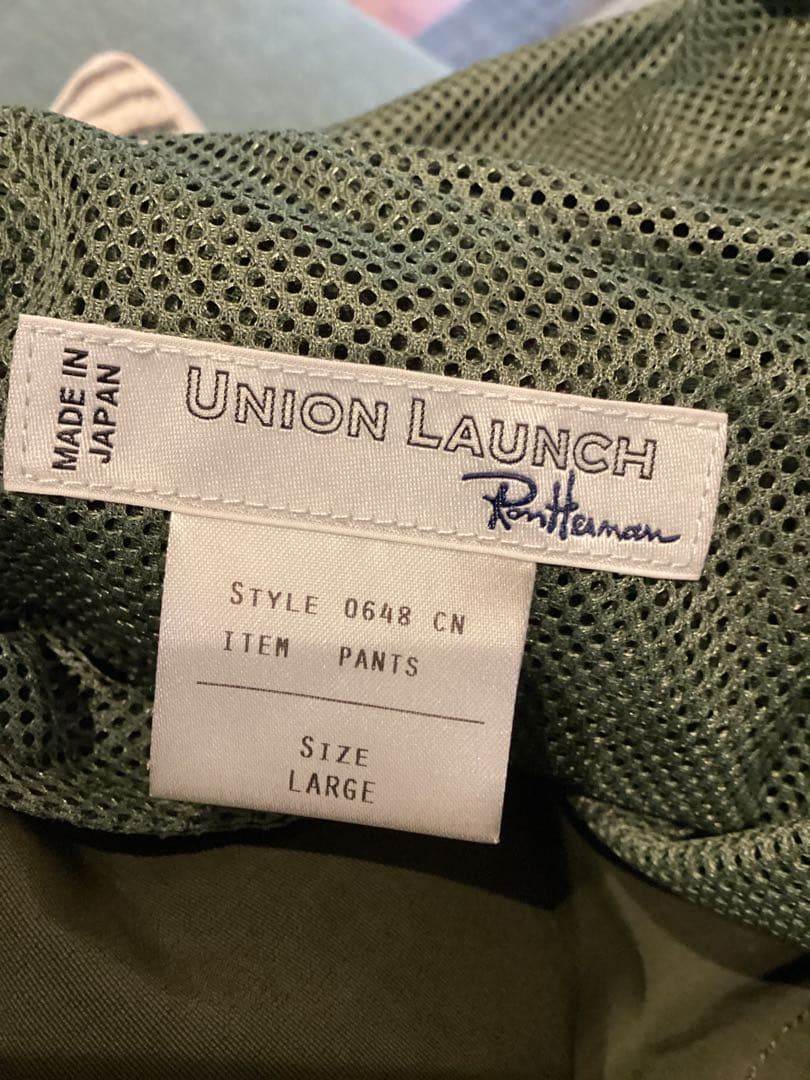 MADE IN
JAPAN
UNION LAUNCH
RonHerman
STYLE 0648 CN
ITEM PANTS
SIZE
LARGE